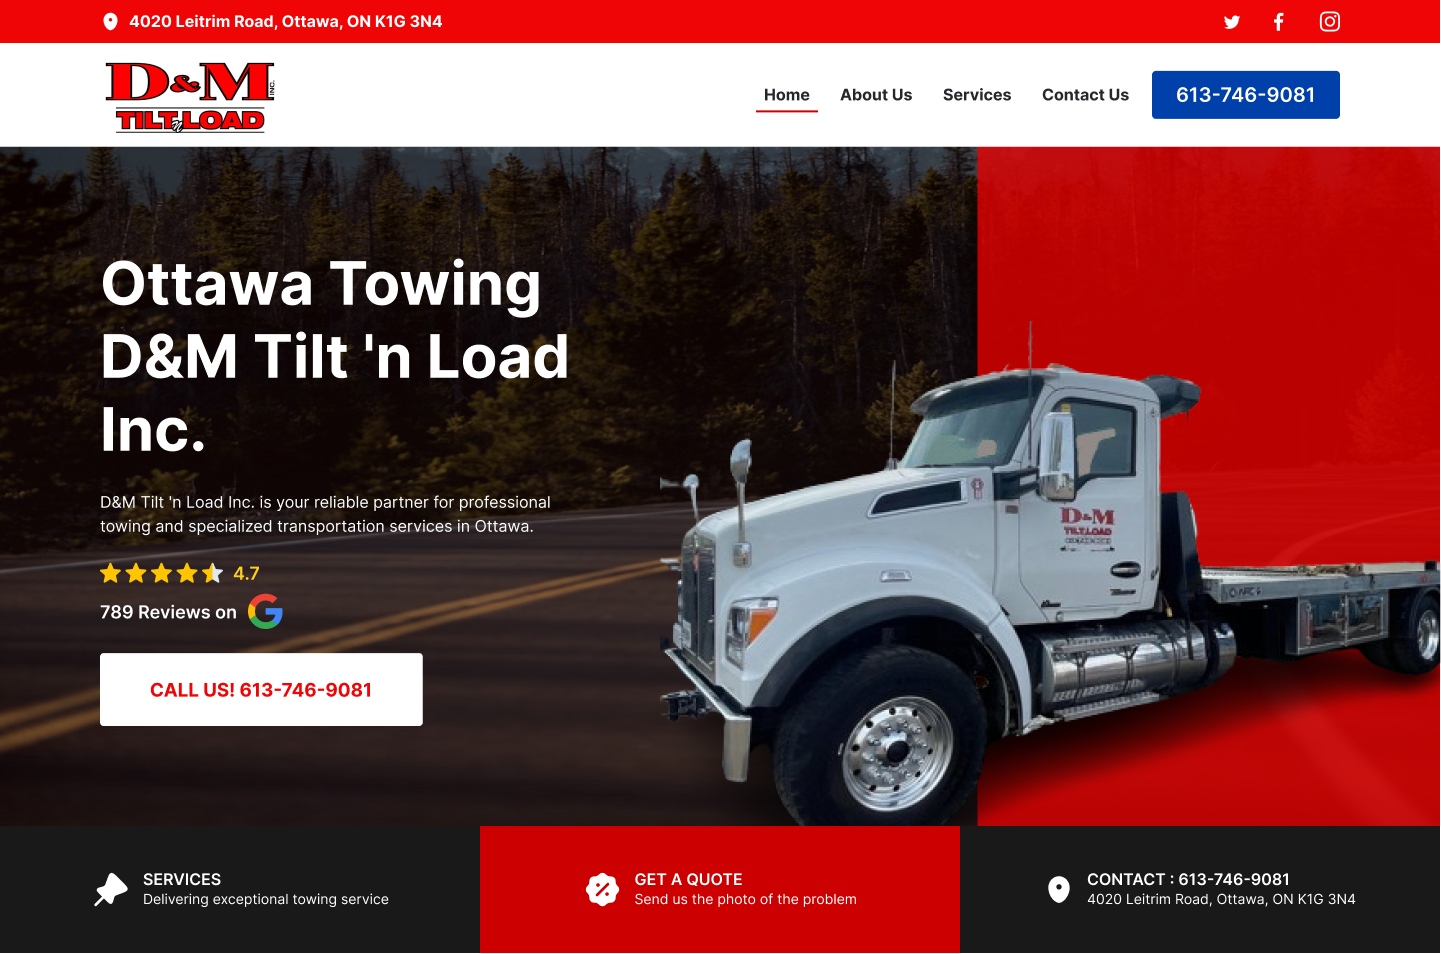 4020 Leitrim Road, Ottawa, ON K1G 3N4
D&M INC.
TILT 'n LOAD
Home
About Us
Services
Contact Us
613-746-9081
Ottawa Towing
D&M Tilt 'n Load
Inc.
D&M Tilt 'n Load Inc. is your reliable partner for professional
towing and specialized transportation services in Ottawa.
4.7
789 Reviews on
CALL US! 613-746-9081
D&M
TILT LOAD
SERVICES
Delivering exceptional towing service
GET A QUOTE
Send us the photo of the problem
CONTACT : 613-746-9081
4020 Leitrim Road, Ottawa, ON K1G 3N4